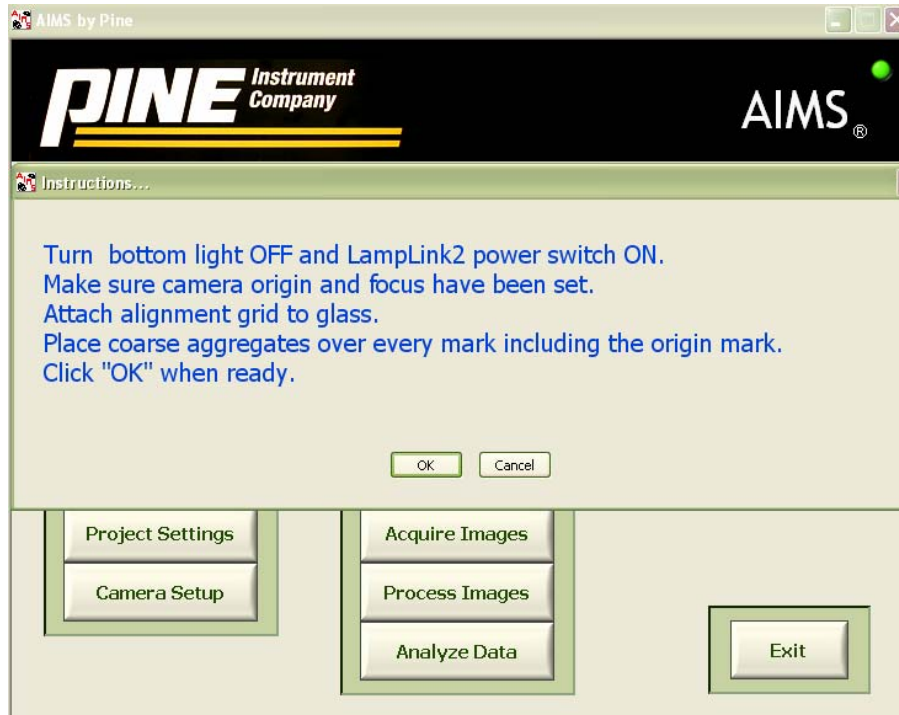 AIMS by Pine
PINE Instrument
Company
AIMS ®
Instructions...
Turn bottom light OFF and LampLink2 power switch ON.
Make sure camera origin and focus have been set.
Attach alignment grid to glass.
Place coarse aggregates over every mark including the origin mark.
Click "OK" when ready.
OK Cancel
Project Settings Acquire Images
Camera Setup Process Images
Analyze Data Exit